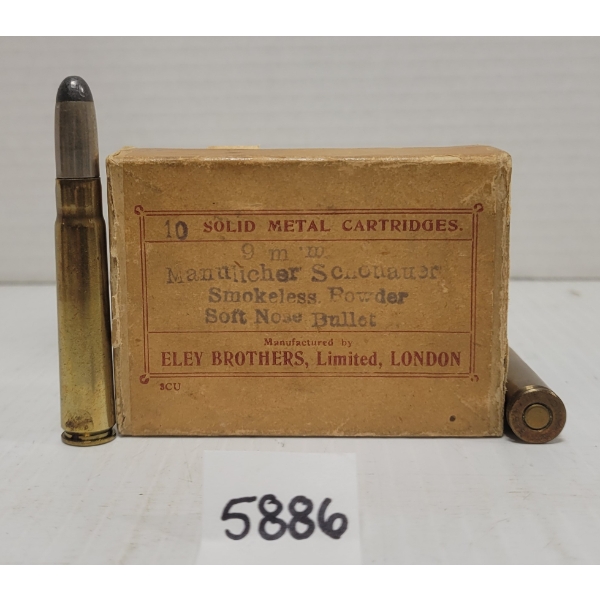 10 SOLID METAL CARTRIDGES.
9 m m
Mannlicher Schonauer
Smokeless Powder
Soft Nose Bullet
Manufactured by
ELEY BROTHERS, Limited, LONDON
SCU
5886